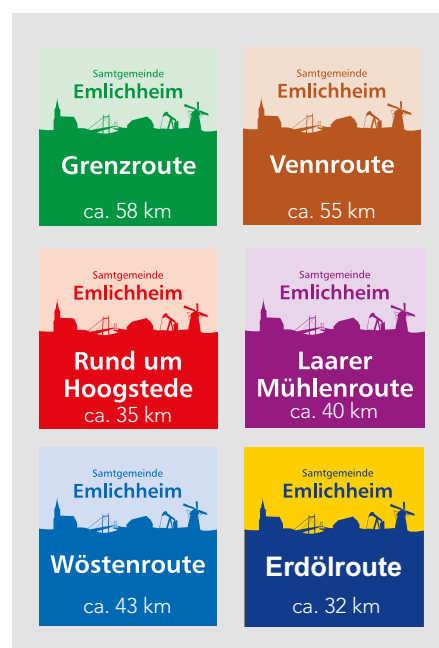 Samtgemeinde
Emlichheim
Grenzroute
ca. 58 km
Samtgemeinde
Emlichheim
Vennroute
ca. 55 km
Samtgemeinde
Emlichheim
Rund um
Hoogstede
ca. 35 km
Samtgemeinde
Emlichheim
Laarer
Mühlenroute
ca. 40 km
Samtgemeinde
Emlichheim
Wöstenroute
ca. 43 km
Samtgemeinde
Emlichheim
Erdölroute
ca. 32 km